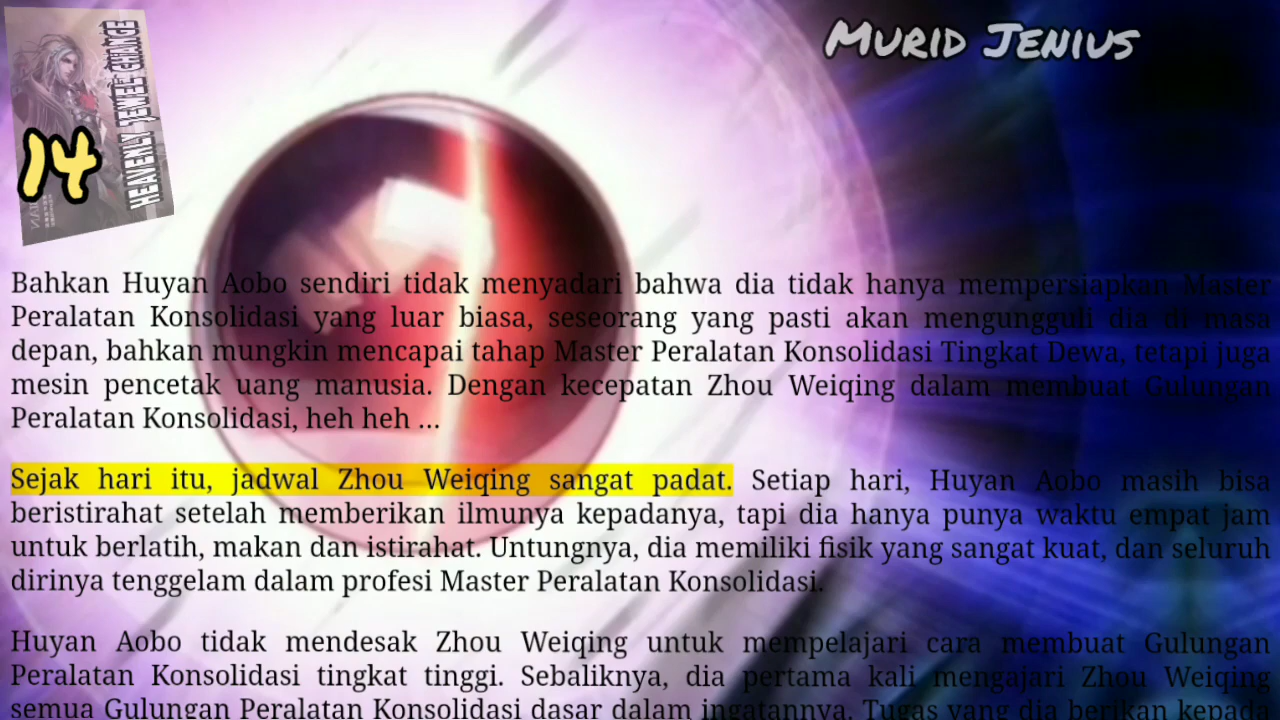 Murid Jenius
HEAVENLY JEWEL CHANGE
14
Bahkan Huyan Aobo sendiri tidak menyadari bahwa dia tidak hanya mempersiapkan Master
Peralatan Konsolidasi yang luar biasa, seseorang yang pasti akan mengungguli dia di masa
depan, bahkan mungkin mencapai tahap Master Peralatan Konsolidasi Tingkat Dewa, tetapi juga
mesin pencetak uang manusia. Dengan kecepatan Zhou Weiqing dalam membuat Gulungan
Peralatan Konsolidasi, heh heh ...
Sejak hari itu, jadwal Zhou Weiqing sangat padat. Setiap hari, Huyan Aobo masih bisa
beristirahat setelah memberikan ilmunya kepadanya, tapi dia hanya punya waktu empat jam
untuk berlatih, makan dan istirahat. Untungnya, dia memiliki fisik yang sangat kuat, dan seluruh
dirinya tenggelam dalam profesi Master Peralatan Konsolidasi.
Huyan Aobo tidak mendesak Zhou Weiqing untuk mempelajari cara membuat Gulungan
Peralatan Konsolidasi tingkat tinggi. Sebaliknya, dia pertama kali mengajari Zhou Weiqing
semua Gulungan Peralatan Konsolidasi dasar dalam ingatannya. Tugas yang dia berikan kepada